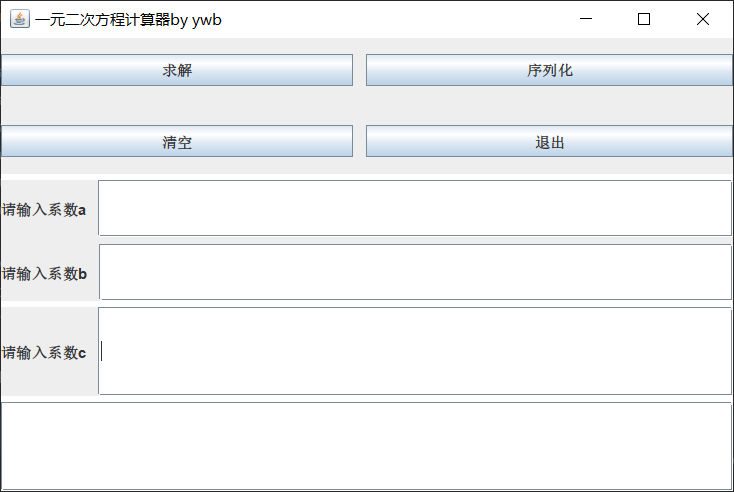 一元二次方程计算器by ywb
求解
序列化
清空
退出
请输入系数a
请输入系数b
请输入系数c